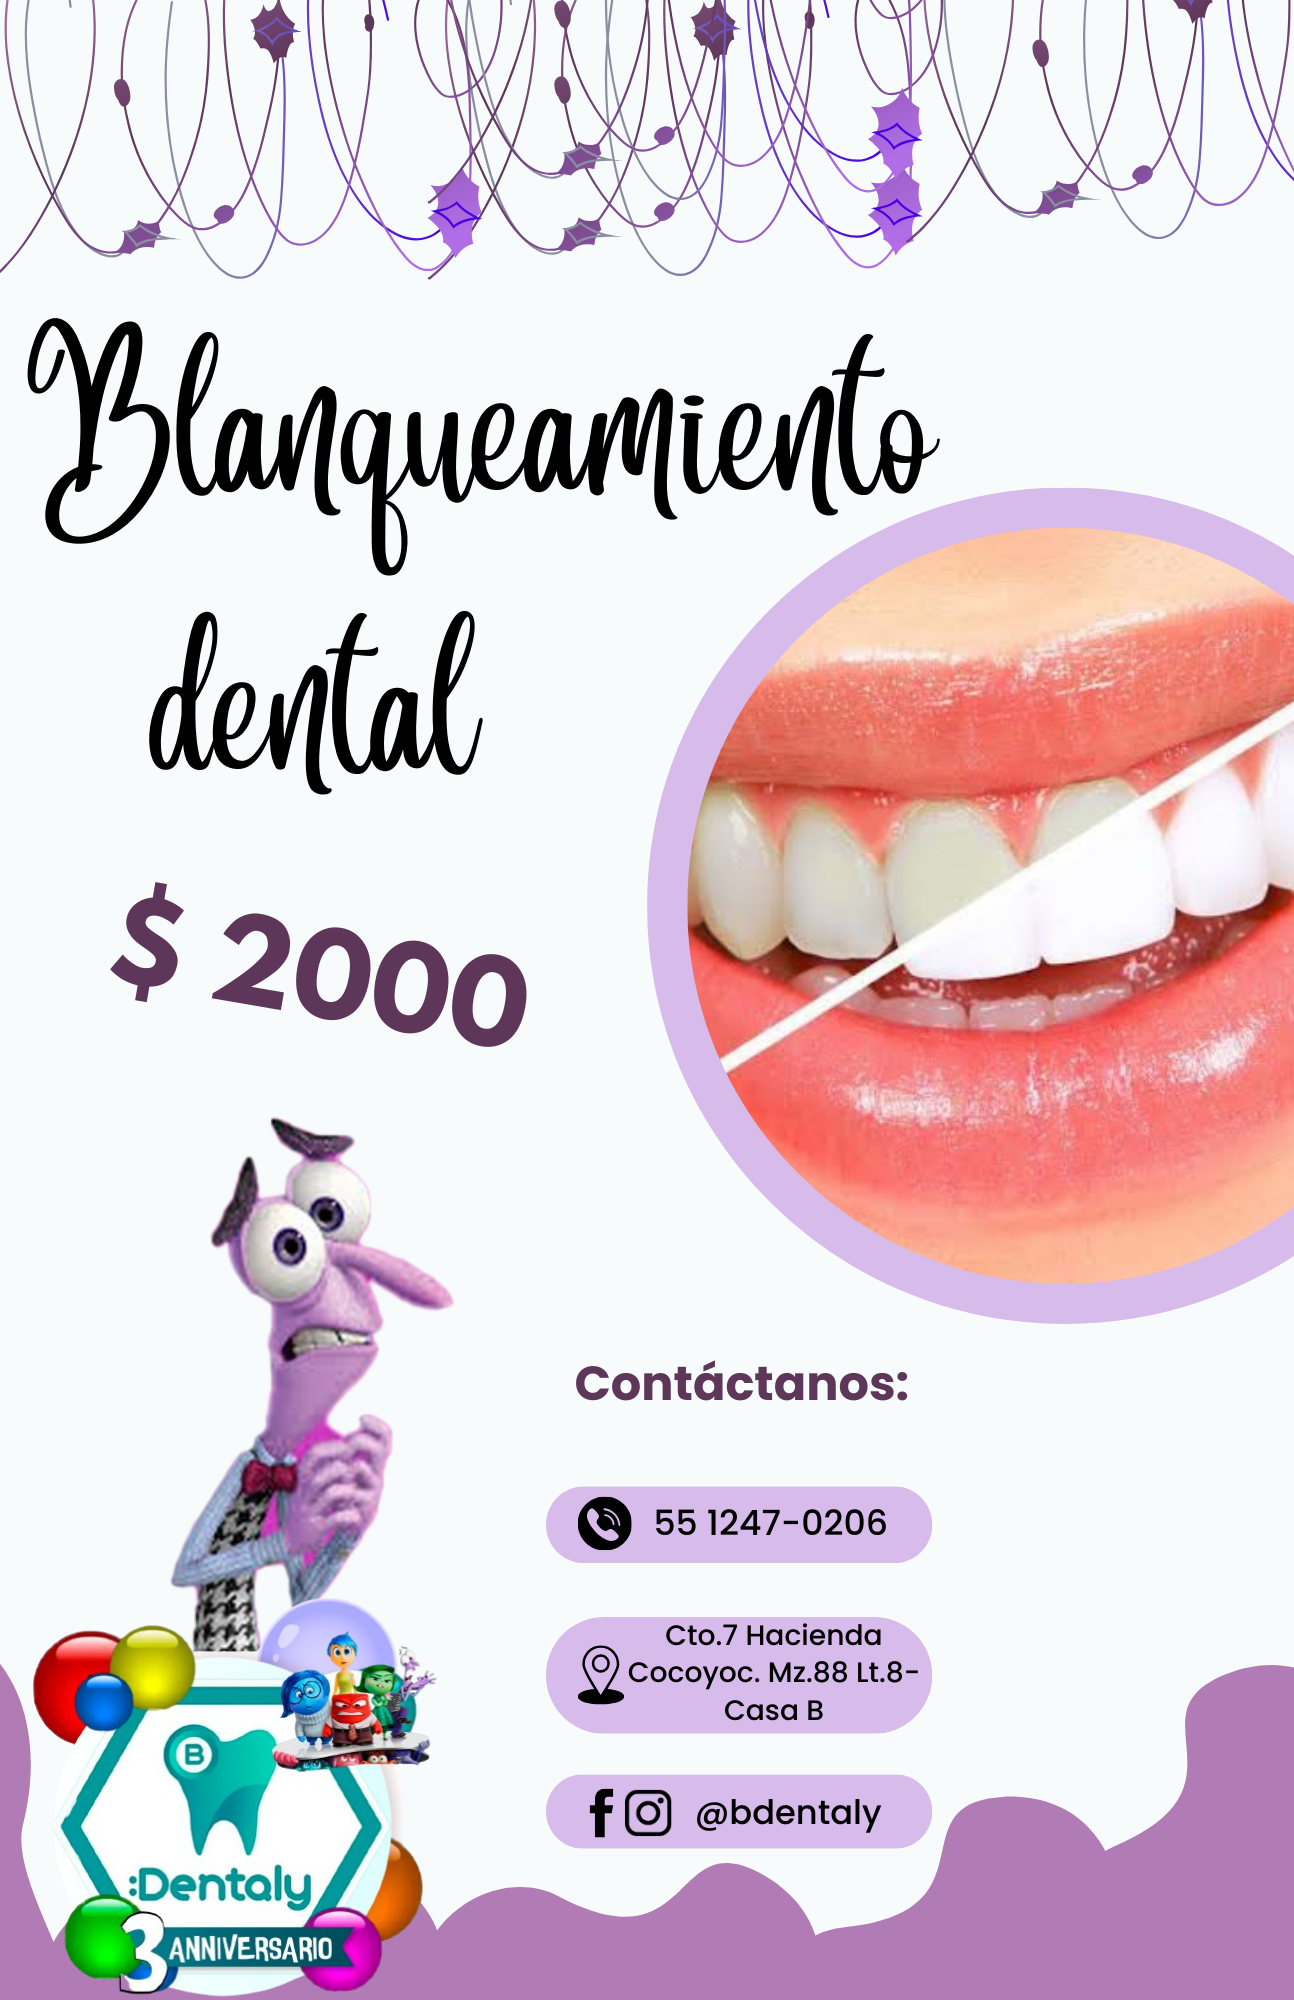 Blanqueamiento
dental
$ 2000
Contáctanos:
55 1247-0206
Cto.7 Hacienda
Cocoyoc. Mz.88 Lt.8-
Casa B
@bdentaly
B
:Dentaly
3 ANNIVERSARIO